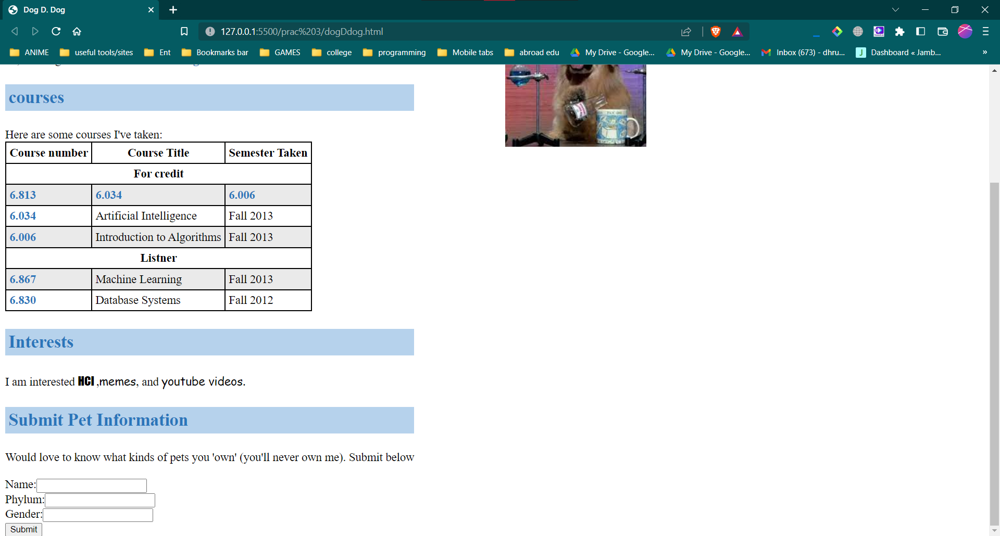 Dog D. Dog
127.0.0.1:5500/prac%203/dogDdog.html
ANIME useful tools/sites Ent Bookmarks bar GAMES college programming Mobile tabs abroad edu My Drive - Google... My Drive - Google... Inbox (673) - dhru... J Dashboard « Jamb... »
courses
Here are some courses I've taken:
Course number Course Title Semester Taken
For credit
6.813 6.034 6.006
6.034 Artificial Intelligence Fall 2013
6.006 Introduction to Algorithms Fall 2013
Listner
6.867 Machine Learning Fall 2013
6.830 Database Systems Fall 2012
Interests
I am interested HCI ,memes, and youtube videos.
Submit Pet Information
Would love to know what kinds of pets you 'own' (you'll never own me). Submit below
Name:
Phylum:
Gender:
Submit